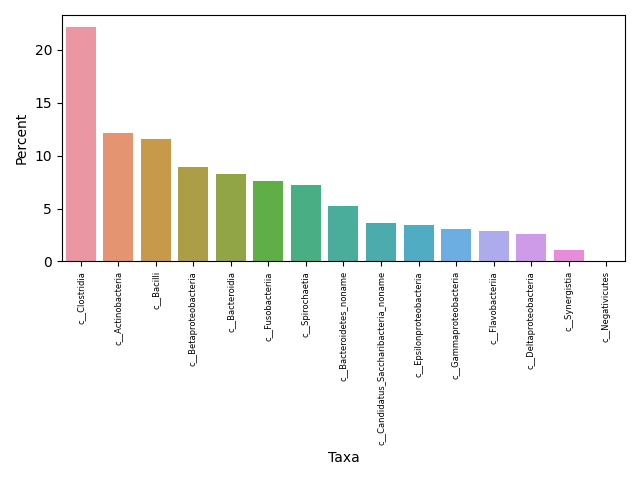 Percent
20
15
10
5
0
c__Clostridia
c__Actinobacteria
c__Bacilli
c__Betaproteobacteria
c__Bacteroidia
c__Fusobacteriia
c__Spirochaetia
c__Bacteroidetes_noname
c__Candidatus_Saccharibacteria_noname
c__Epsilonproteobacteria
c__Gammaproteobacteria
c__Flavobacteriia
c__Deltaproteobacteria
c__Synergistia
c__Negativicutes
Taxa